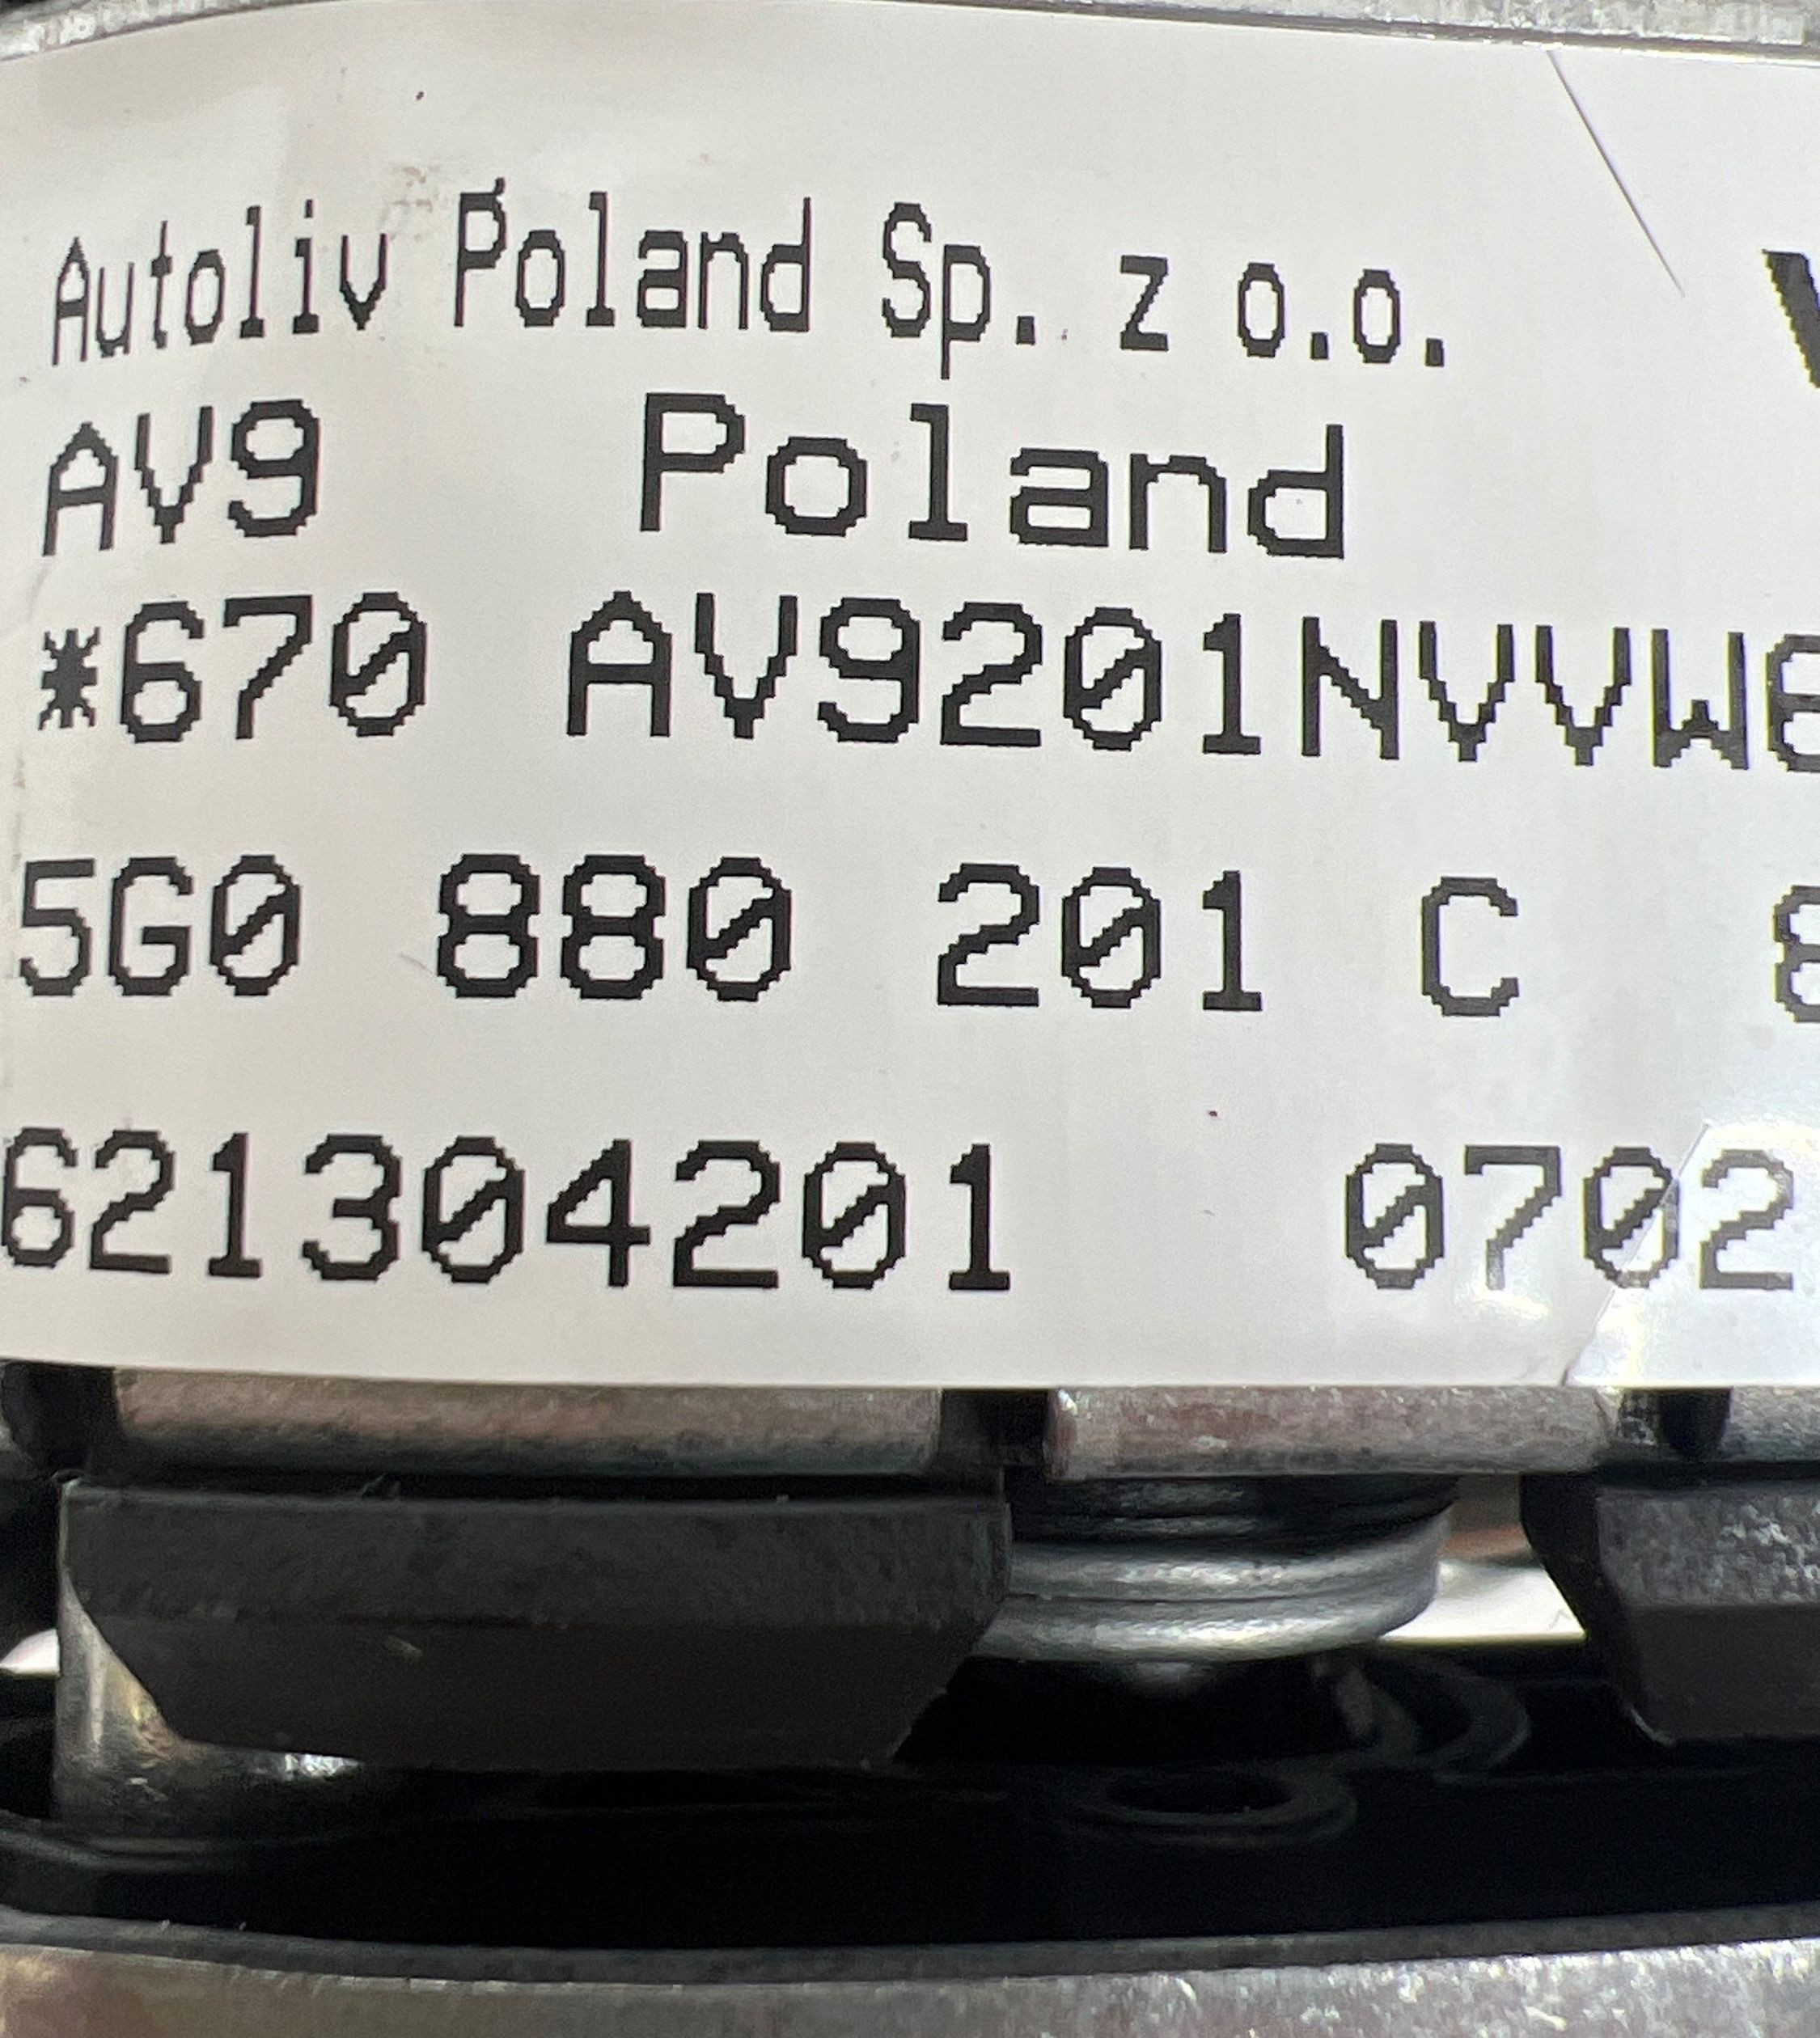 Autoliv Poland Sp. z o.o.
AV9 Poland
*670 AV9201NVVW
5G0 880 201 C
621304201 0702